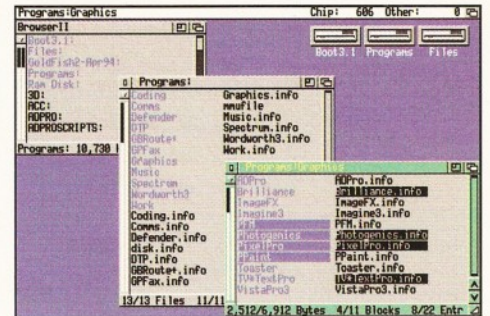 Programs:Graphics Chip: 606 Other: 0
BrowserII
Boot3.1:
Files:
GoldFish2-Apr94:
Programs:
Ram Disk:
3D:
ACC:
ADPRO:
ADPROSCRIPTS:
Programs: 10,730
Boot3.1 Programs Files
Programs:
Coding Graphics.info
Comms mmufile
Defender Music.info
DTP Spectrum.info
GBRoute+ Wordworth3.info
GPFax Work.info
Graphics
Music
Spectrum
Wordworth3
Work
Coding.info
Comms.info
Defender.info
disk.info
DTP.info
GBRoute+.info
GPFax.info
13/13 Files 11/11
Programs:Graphics
ADPro ADPro.info
Brilliance Brilliance.info
ImageFX ImageFX.info
Imagine3 Imagine3.info
PFM PFM.info
Photogenics Photogenics.info
PixelPro PixelPro.info
PPaint PPaint.info
Toaster Toaster.info
TV*TextPro TV*TextPro.info
VistaPro3 VistaPro3.info
2,512/6,912 Bytes 4/11 Blocks 8/22 Entr